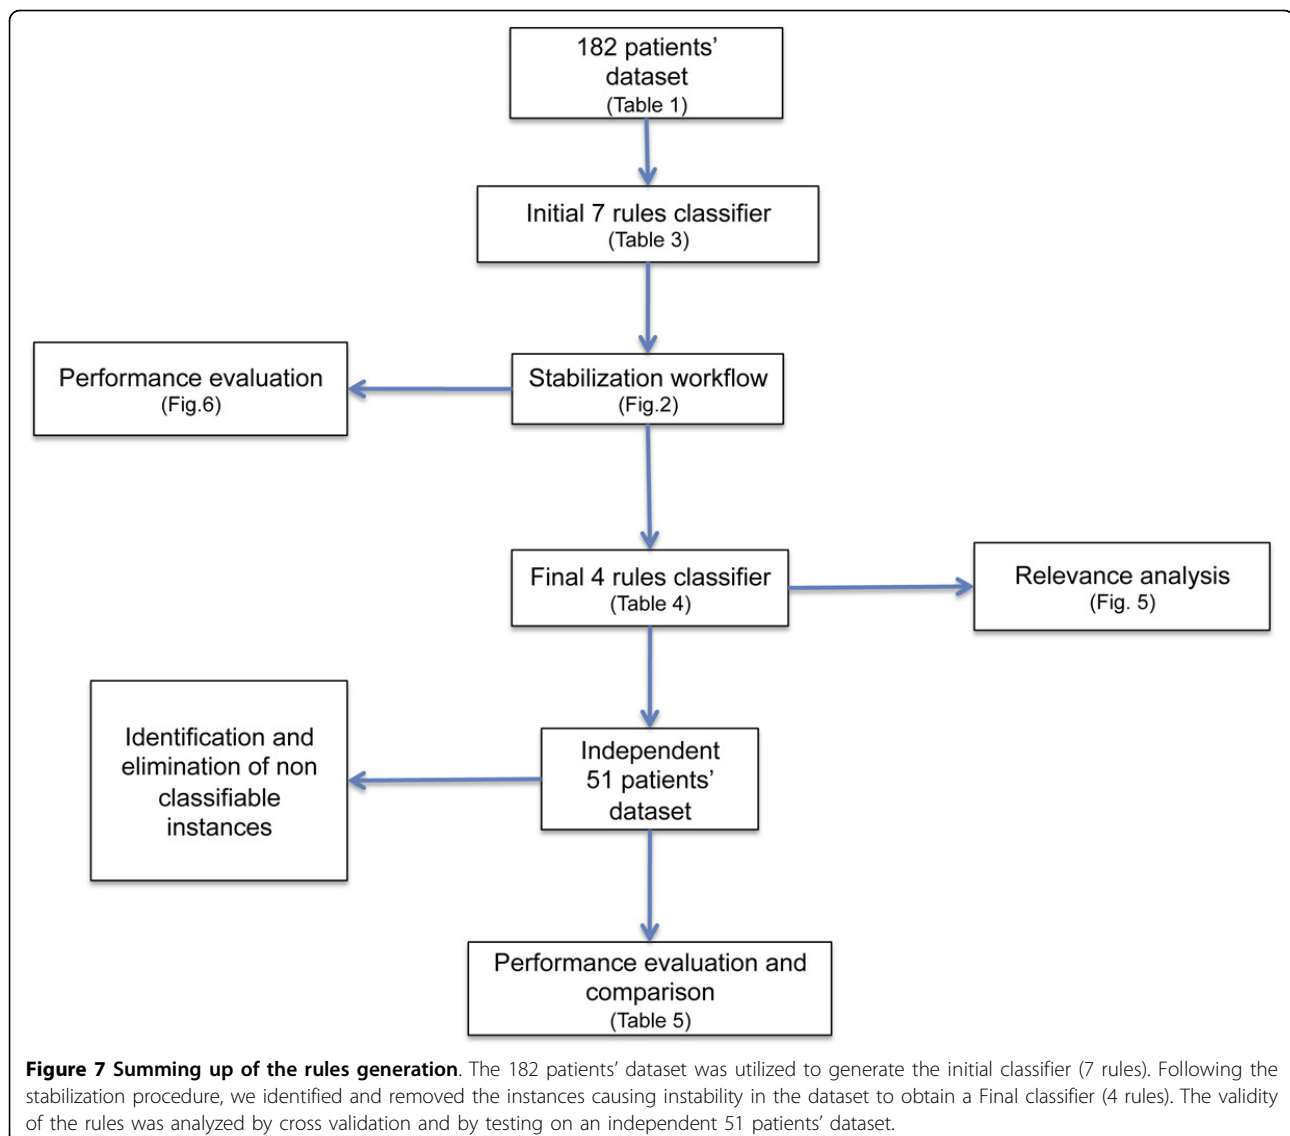 182 patients’
dataset
(Table 1)
Initial 7 rules classifier
(Table 3)
Performance evaluation
(Fig.6)
Stabilization workflow
(Fig.2)
Final 4 rules classifier
(Table 4)
Relevance analysis
(Fig. 5)
Identification and
elimination of non
classifiable
instances
Independent
51 patients’
dataset
Performance evaluation and
comparison
(Table 5)
Figure 7 Summing up of the rules generation. The 182 patients’ dataset was utilized to generate the initial classifier (7 rules). Following the
stabilization procedure, we identified and removed the instances causing instability in the dataset to obtain a Final classifier (4 rules). The validity
of the rules was analyzed by cross validation and by testing on an independent 51 patients’ dataset.